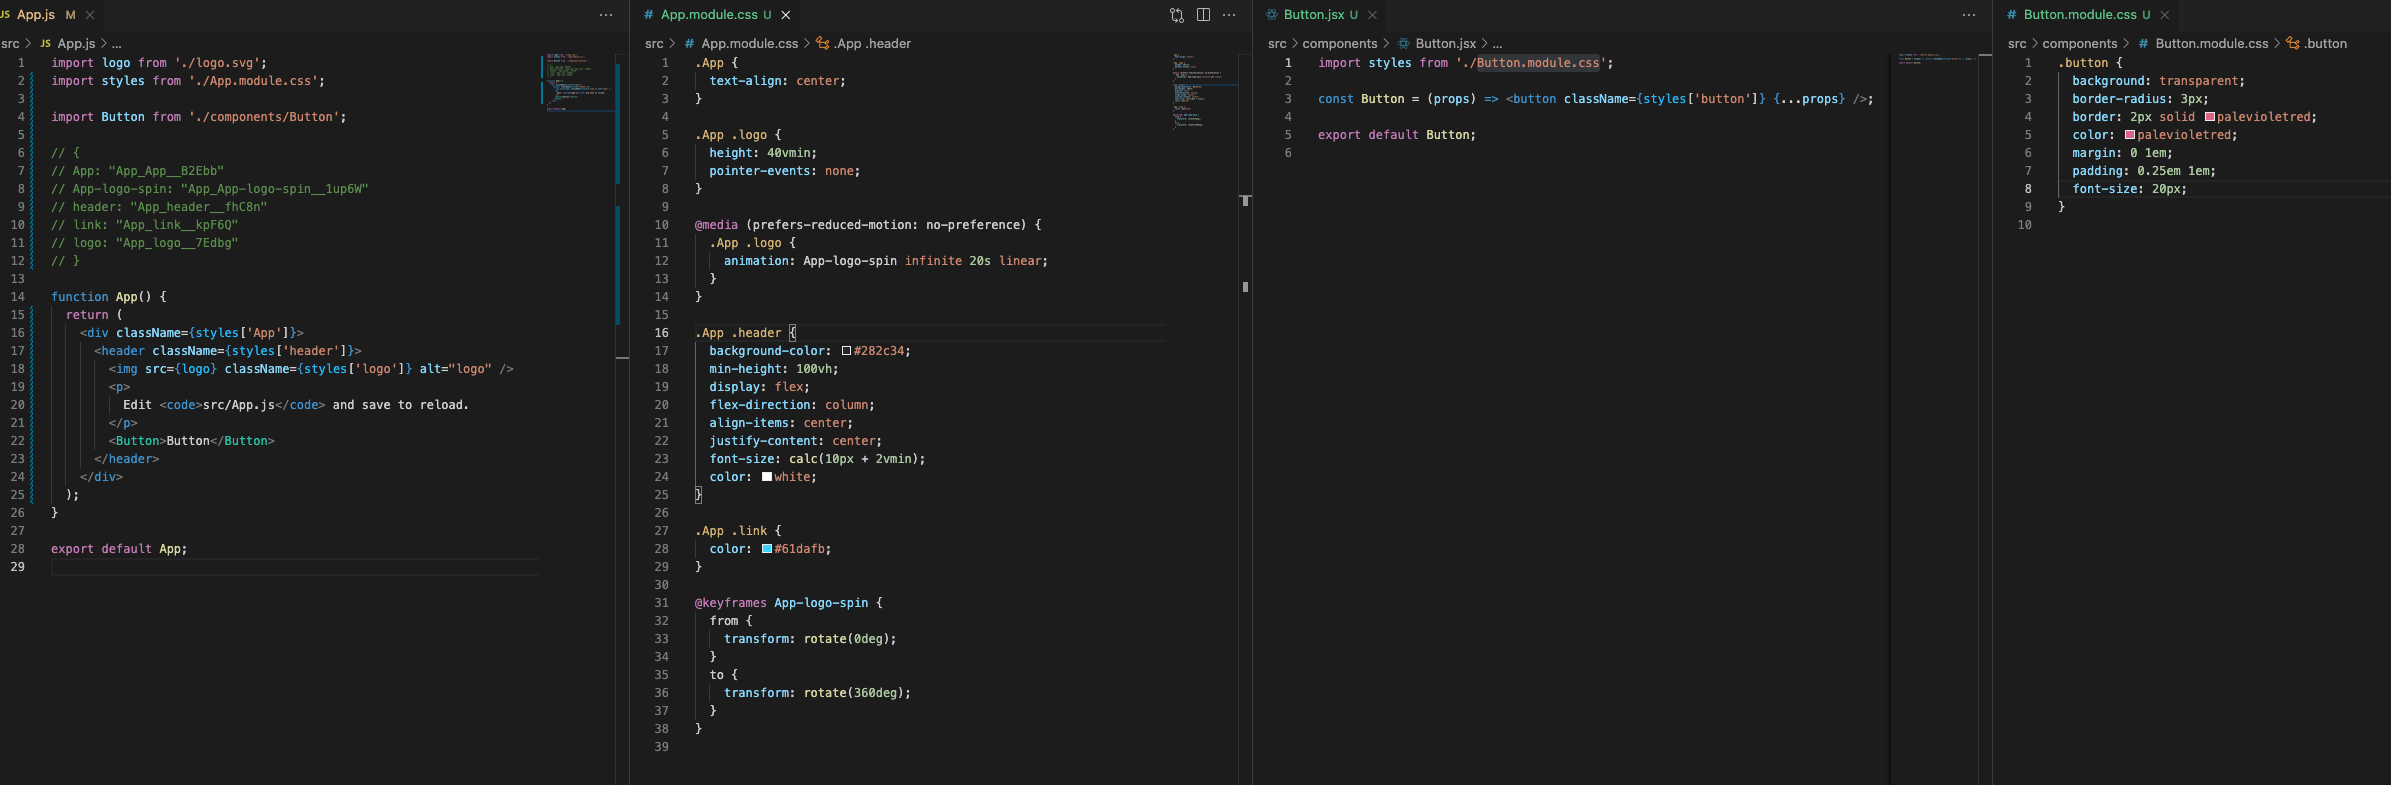 App.js M
src > JS App.js > ...
1 import logo from './logo.svg';
2 import styles from './App.module.css';
3
4 import Button from './components/Button';
5
6 // {
7 // App: "App_App__B2Ebb"
8 // App-logo-spin: "App_App-logo-spin__1up6W"
9 // header: "App_header__fhC8n"
10 // link: "App_link__kpF6Q"
11 // logo: "App_logo__7Edbg"
12 // }
13
14 function App() {
15 return (
16 <div className={styles['App']}>
17 <header className={styles['header']}>
18 <img src={logo} className={styles['logo']} alt="logo" />
19 <p>
20 Edit <code>src/App.js</code> and save to reload.
21 </p>
22 <Button>Button</Button>
23 </header>
24 </div>
25 );
26 }
27
28 export default App;
29
# App.module.css U
src > # App.module.css > .App .header
1 .App {
2 text-align: center;
3 }
4
5 .App .logo {
6 height: 40vmin;
7 pointer-events: none;
8 }
9
10 @media (prefers-reduced-motion: no-preference) {
11 .App .logo {
12 animation: App-logo-spin infinite 20s linear;
13 }
14 }
15
16 .App .header {
17 background-color: #282c34;
18 min-height: 100vh;
19 display: flex;
20 flex-direction: column;
21 align-items: center;
22 justify-content: center;
23 font-size: calc(10px + 2vmin);
24 color: white;
25 }
26
27 .App .link {
28 color: #61dafb;
29 }
30
31 @keyframes App-logo-spin {
32 from {
33 transform: rotate(0deg);
34 }
35 to {
36 transform: rotate(360deg);
37 }
38 }
39
Button.jsx U
src > components > Button.jsx > ...
1 import styles from './Button.module.css';
2
3 const Button = (props) => <button className={styles['button']} {...props} />;
4
5 export default Button;
6
# Button.module.css U
src > components > # Button.module.css > .button
1 .button {
2 background: transparent;
3 border-radius: 3px;
4 border: 2px solid palevioletred;
5 color: palevioletred;
6 margin: 0 1em;
7 padding: 0.25em 1em;
8 font-size: 20px;
9 }
10